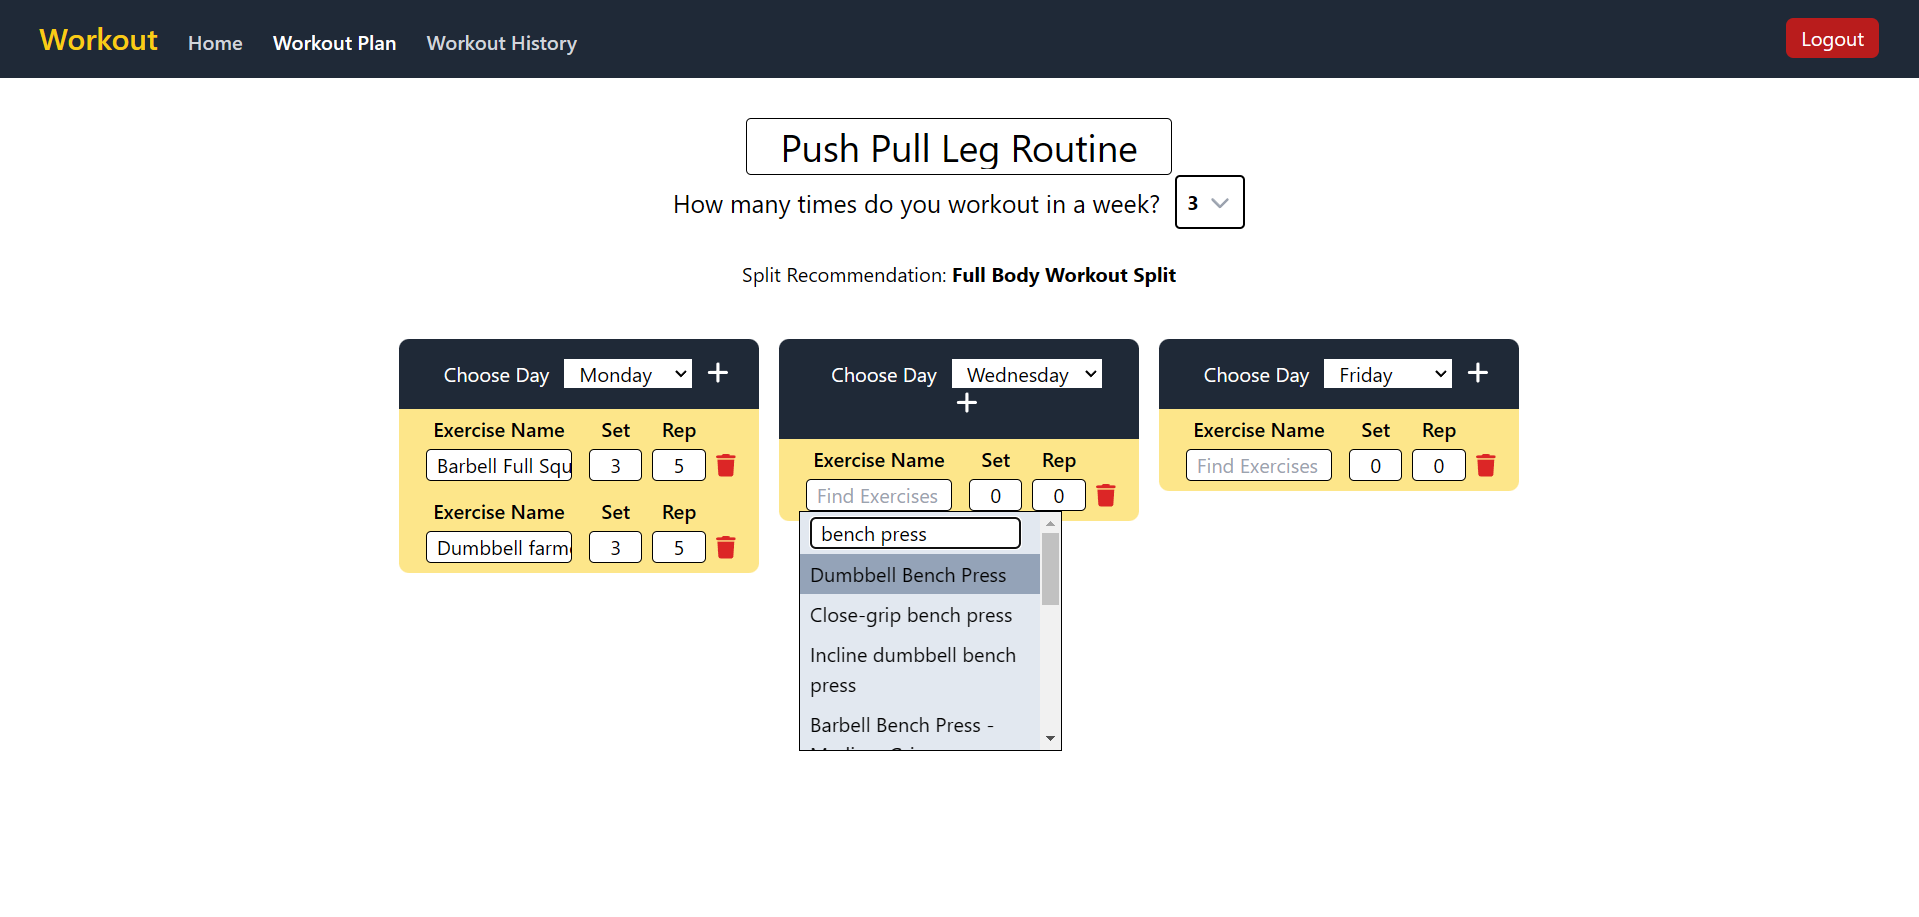 Workout Home Workout Plan Workout History Logout
Push Pull Leg Routine
How many times do you workout in a week? 3
Split Recommendation: Full Body Workout Split
Choose Day Monday
Exercise Name Set Rep
Barbell Full Squ 3 5
Exercise Name Set Rep
Dumbbell farm 3 5
Choose Day Wednesday
Exercise Name Set Rep
Find Exercises 0 0
bench press
Dumbbell Bench Press
Close-grip bench press
Incline dumbbell bench
press
Barbell Bench Press -
Choose Day Friday
Exercise Name Set Rep
Find Exercises 0 0